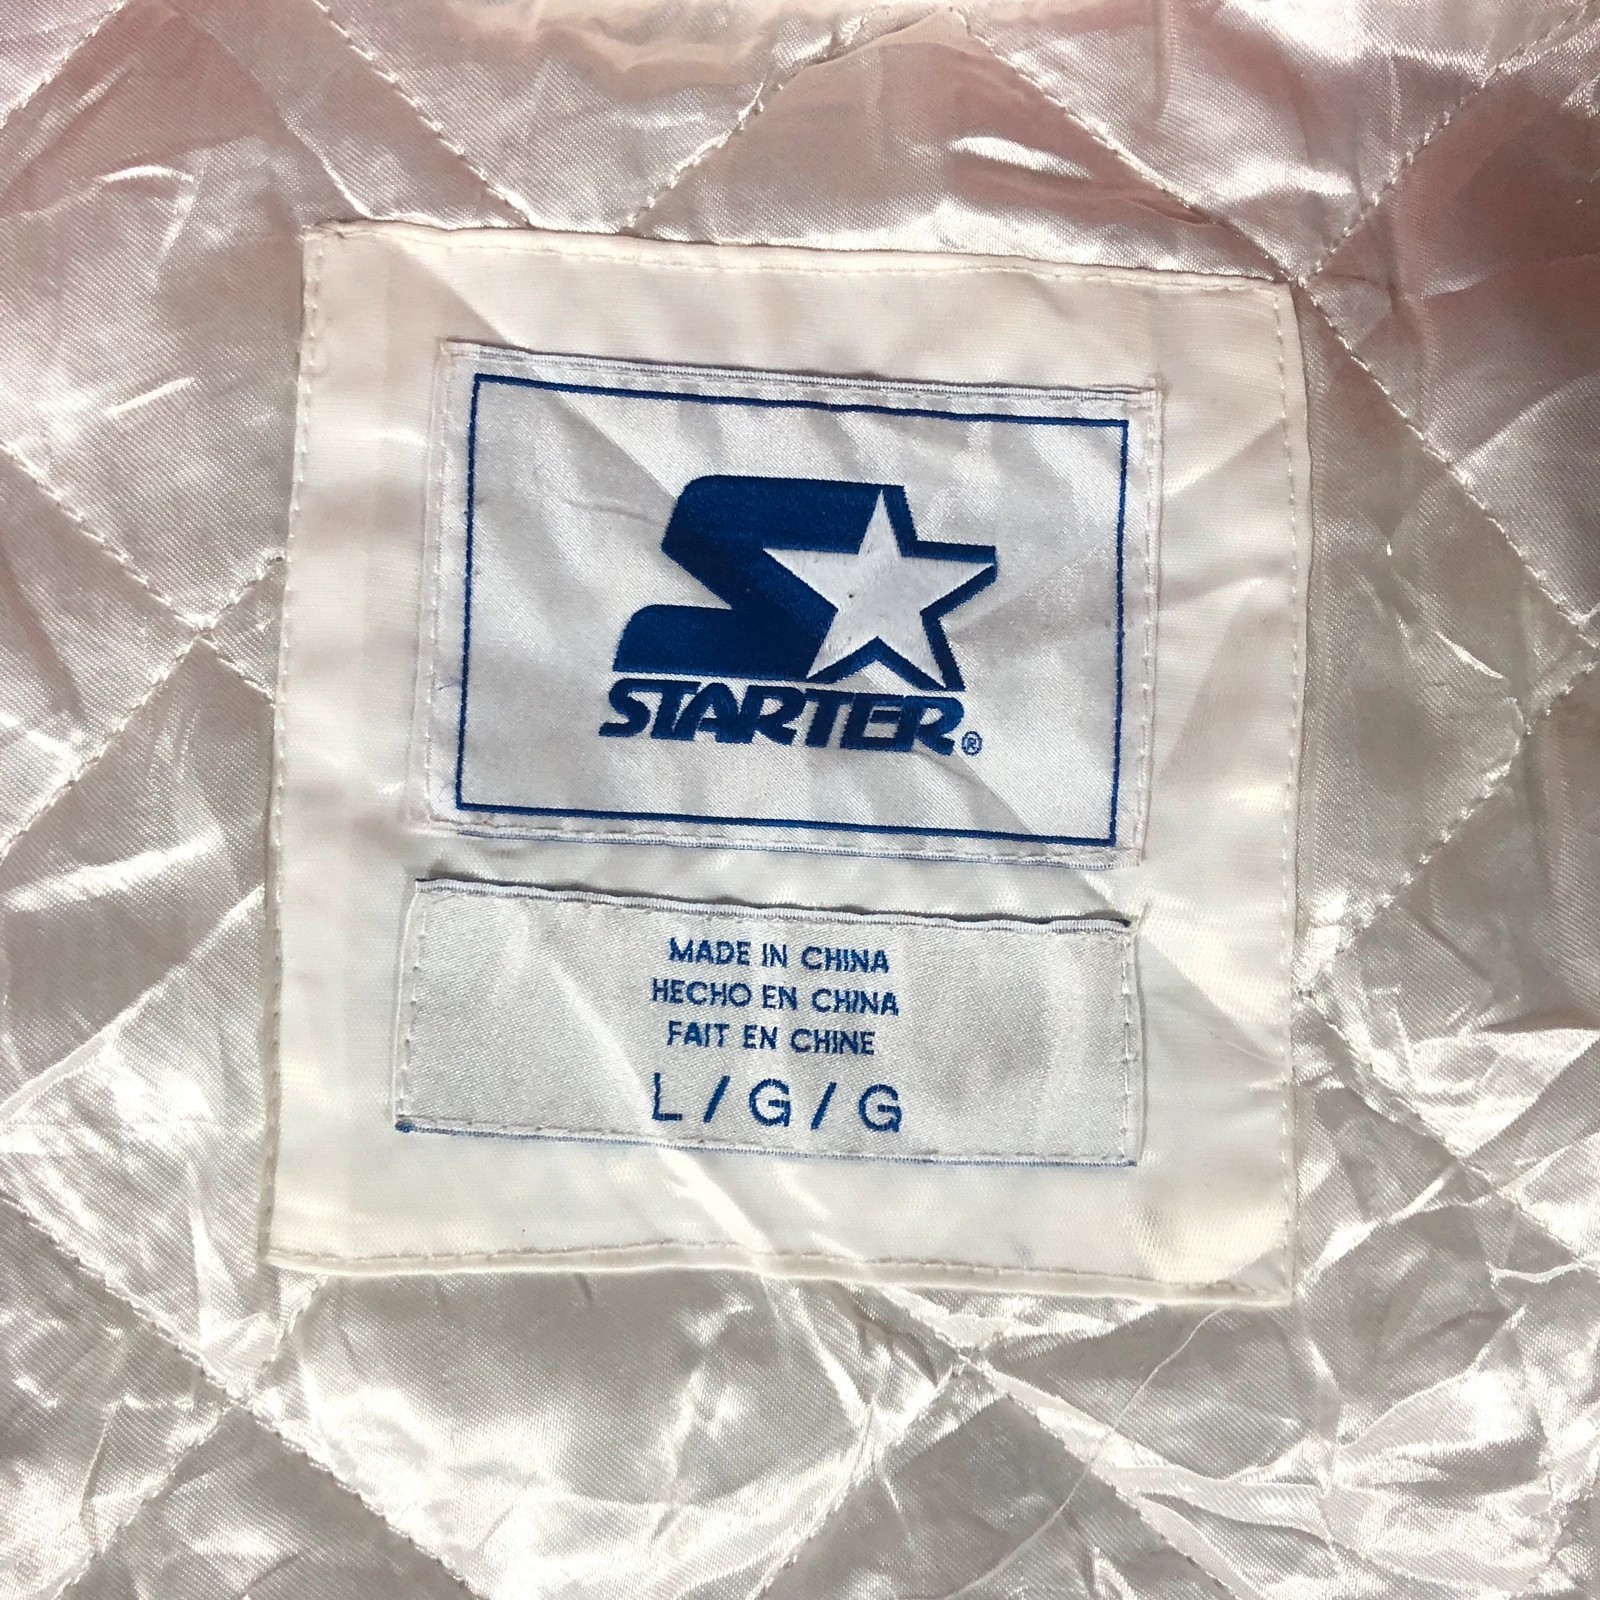 STARTER®
MADE IN CHINA
HECHO EN CHINA
FAIT EN CHINE
L/G/G